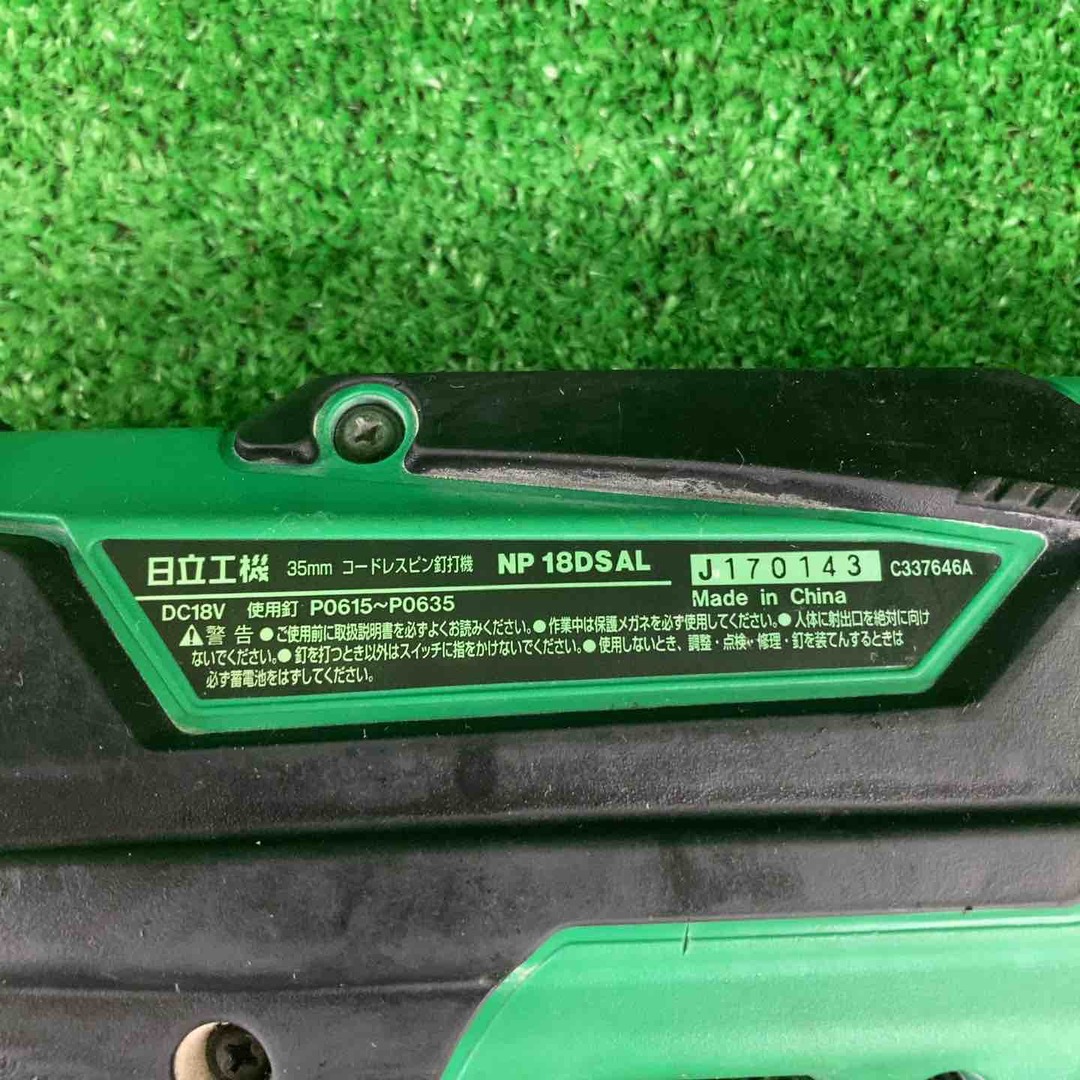 日立工機 35mm コードレスピン釘打機 NP 18DSAL J170143 C337646A
DC18V 使用釘 P0615～P0635 Made in China
⚠警告 ●ご使用前に取扱説明書を必ずよくお読みください。●作業中は保護メガネを必ず使用してください。●人体に射出口を絶対に向け
ないでください。●釘を打つとき以外はスイッチに指をかけないでください。●使用しないとき、調整・点検・修理・釘を装てんするときは
必ず蓄電池をはずしてください。